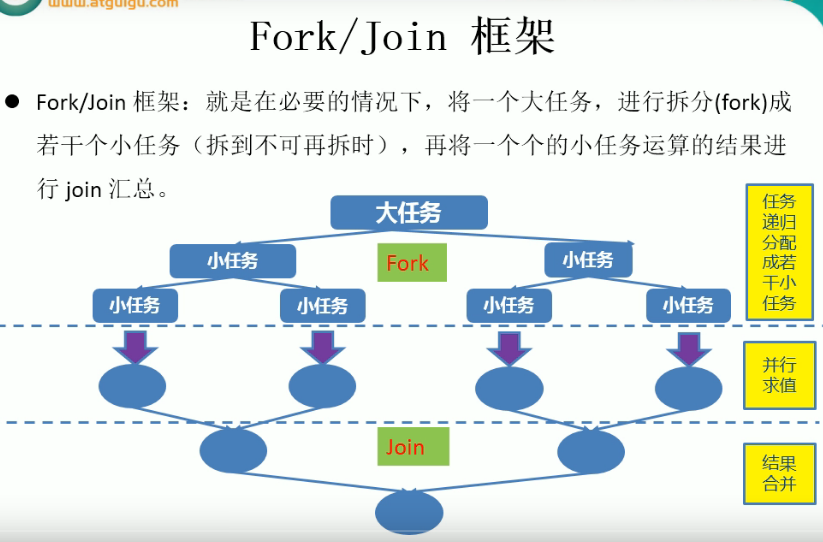 www.atguigu.com
Fork/Join 框架
Fork/Join 框架：就是在必要的情况下，将一个大任务，进行拆分(fork)成
若干个小任务（拆到不可再拆时），再将一个个的小任务运算的结果进
行 join 汇总。
大任务
小任务
Fork
小任务
小任务
小任务
小任务
小任务
任务
递归
分配
成若
干小
任务
并行
求值
Join
结果
合并